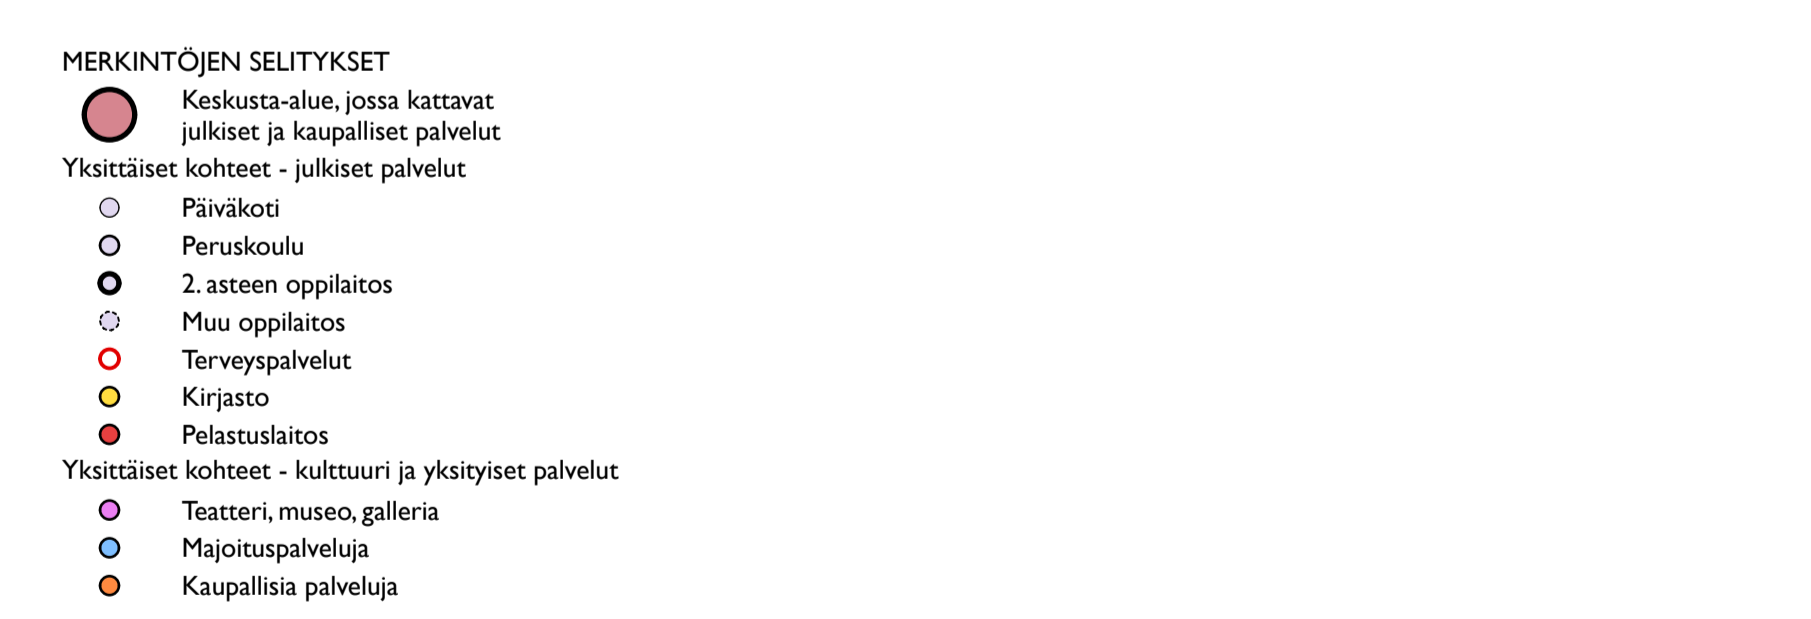 MERKINTÖJEN SELITYKSET
Keskusta-alue, jossa kattavat
julkiset ja kaupalliset palvelut
Yksittäiset kohteet - julkiset palvelut
Päiväkoti
Peruskoulu
2. asteen oppilaitos
Muu oppilaitos
Terveyspalvelut
Kirjasto
Pelastuslaitos
Yksittäiset kohteet - kulttuuri ja yksityiset palvelut
Teatteri, museo, galleria
Majoituspalveluja
Kaupallisia palveluja